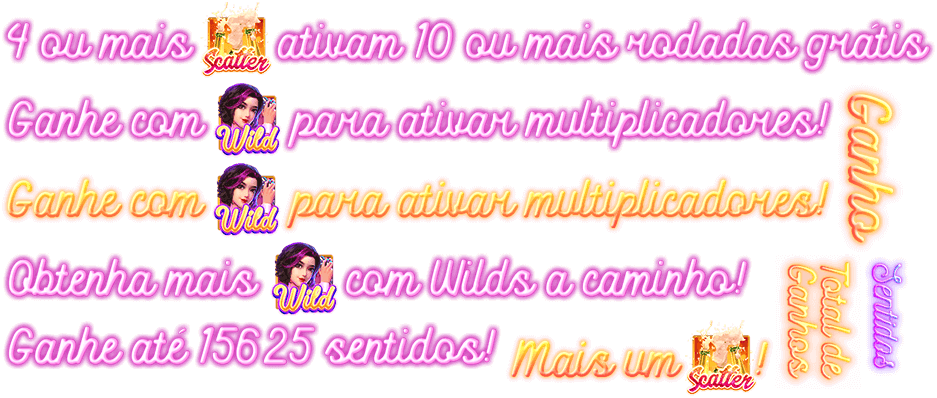 4 ou mais Scatter ativam 10 ou mais rodadas grátis
Ganhe com Wild para ativar multiplicadores!
Ganhe com Wild para ativar multiplicadores!
Obtenha mais Wild com Wilds a caminho!
Ganhe até 15625 sentidos!
Mais um Scatter!
Ganho
Total de
Ganhos
Sentidos